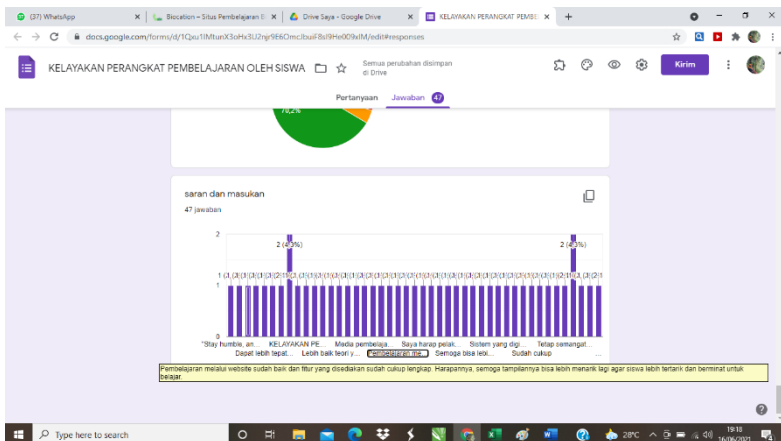 (37) WhatsApp
Biocation – Situs Pembelajaran B
Drive Saya - Google Drive
KELAYAKAN PERANGKAT PEMBEL
docs.google.com/forms/d/
/edit#responses
KELAYAKAN PERANGKAT PEMBELAJARAN OLEH SISWA
Semua perubahan disimpan
di Drive
Kirim
Pertanyaan
Jawaban 47
70,2%
saran dan masukan
47 jawaban
2
2 (4,3%)
2 (4,3%)
1
0
"Stay humble, an...
KELAYAKAN PE...
Media pembelaja...
Saya harap pelak...
Sistem yang digi...
Tetap semangat...
Dapat lebih tepat...
Lebih baik teori y...
Pembelajaran me...
Semoga bisa lebi...
Sudah cukup
...
Pembelajaran melalui website sudah baik dan fitur yang disediakan sudah cukup lengkap. Harapannya, semoga tampilannya bisa lebih menarik lagi agar siswa lebih tertarik dan berminat untuk
belajar.
Type here to search
28°C
19:18
16/06/2021